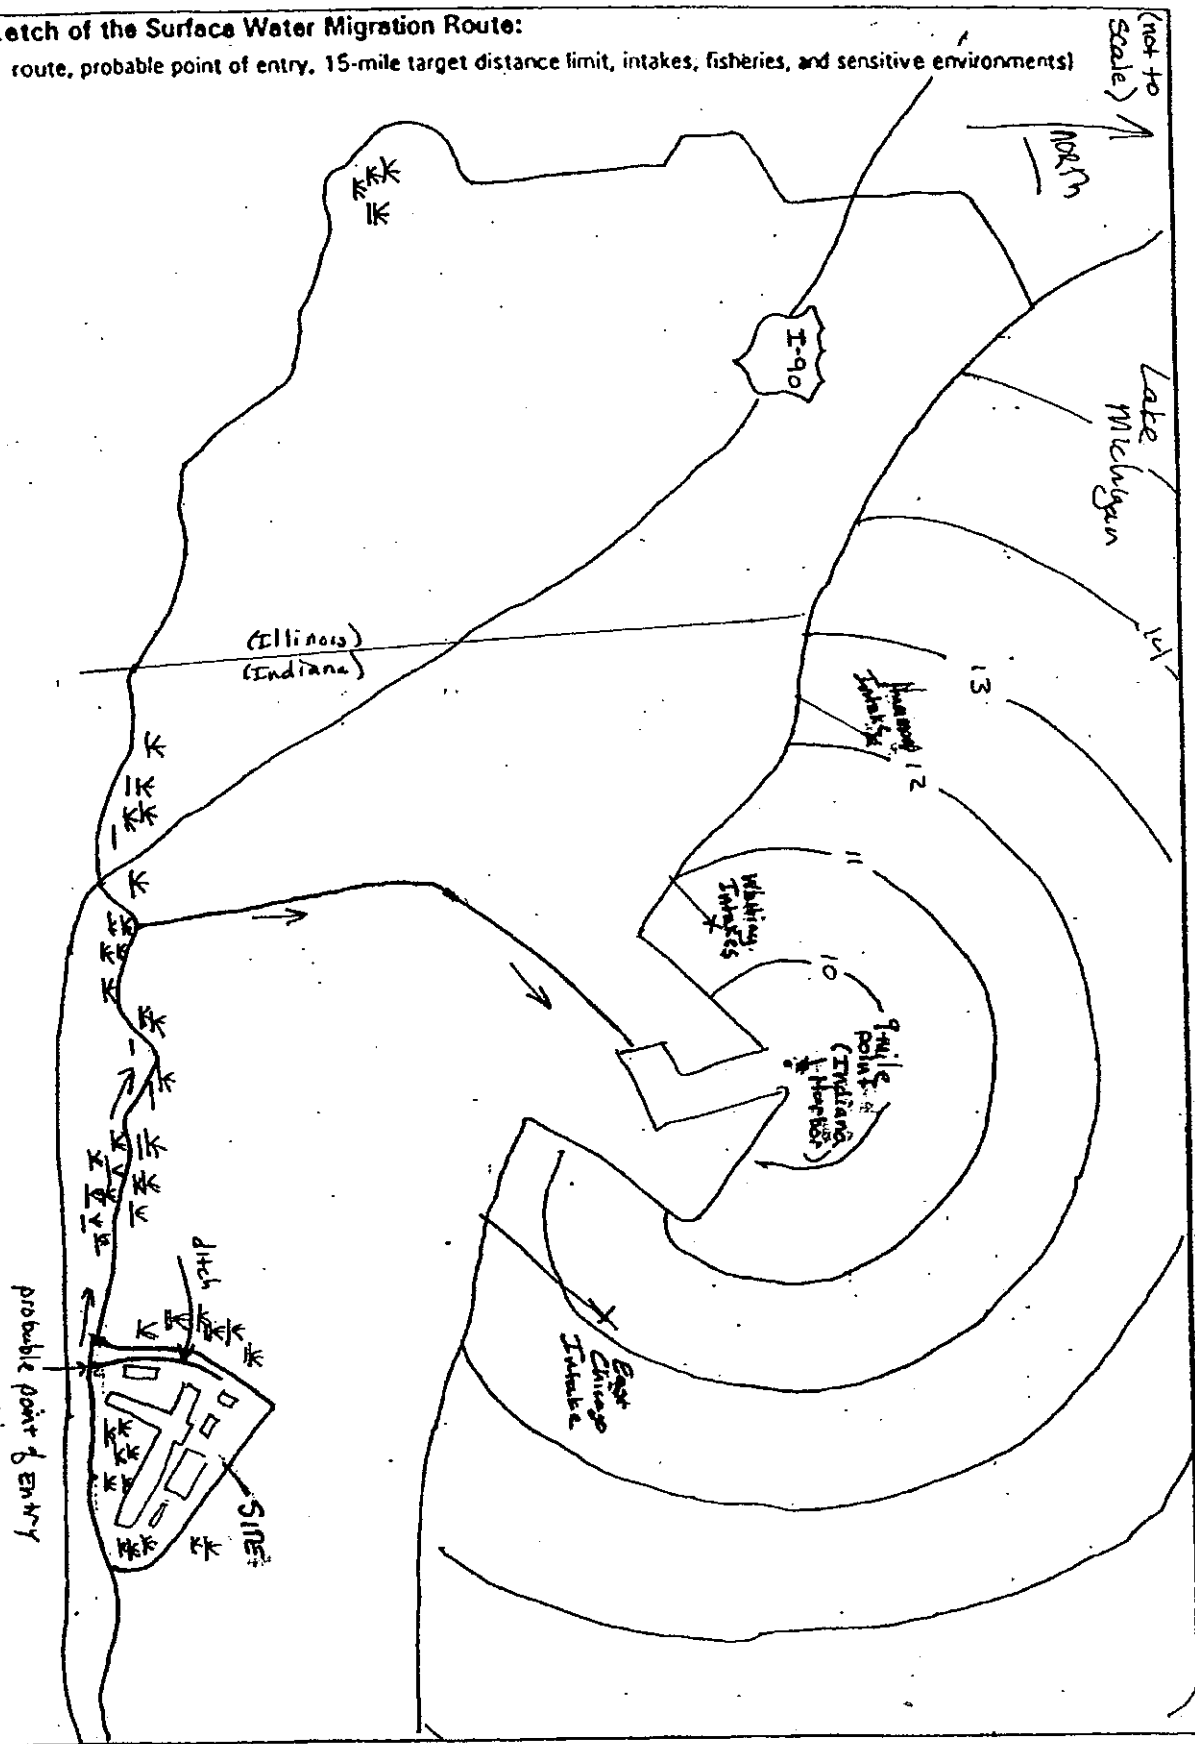 etch of the Surface Water Migration Route:
route, probable point of entry, 15-mile target distance limit, intakes, fisheries, and sensitive environments)
(not to
scale)
NORTH
Lake
Michigan
I-90
(Illinois)
(Indiana)
14
13
Intakes
12
11
Whiting
Intakes
10
9 mile
point
(Indiana
Harbor)
East
Chicago
Intake
ditch
SITE
probable point of Entry